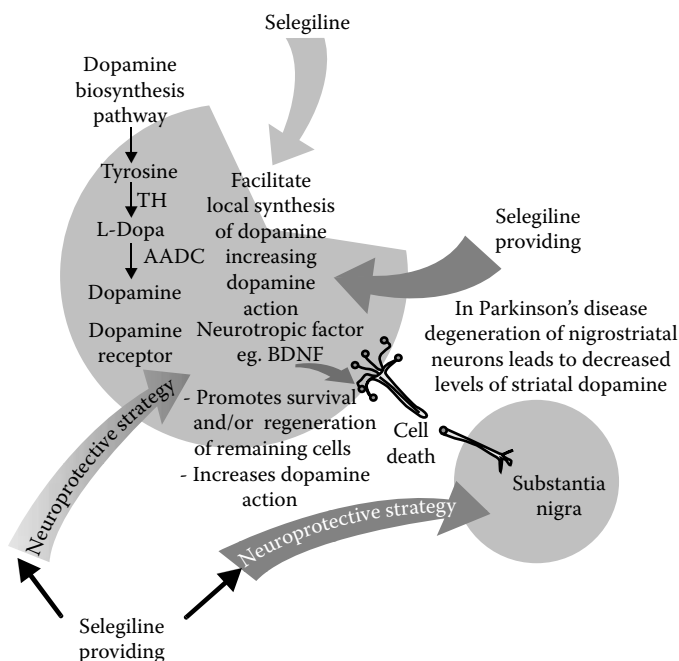 Selegiline
Dopamine
biosynthesis
pathway
Tyrosine
TH
L-Dopa
AADC
Dopamine
Dopamine
receptor
Facilitate
local synthesis
of dopamine
increasing
dopamine
action
Selegiline
providing
Neurotropic factor
eg. BDNF
In Parkinson's disease
degeneration of nigrostriatal
neurons leads to decreased
levels of striatal dopamine
- Promotes survival
and/or regeneration
of remaining cells
- Increases dopamine
action
Cell
death
Substantia
nigra
Neuroprotective strategy
Neuroprotective strategy
Selegiline
providing